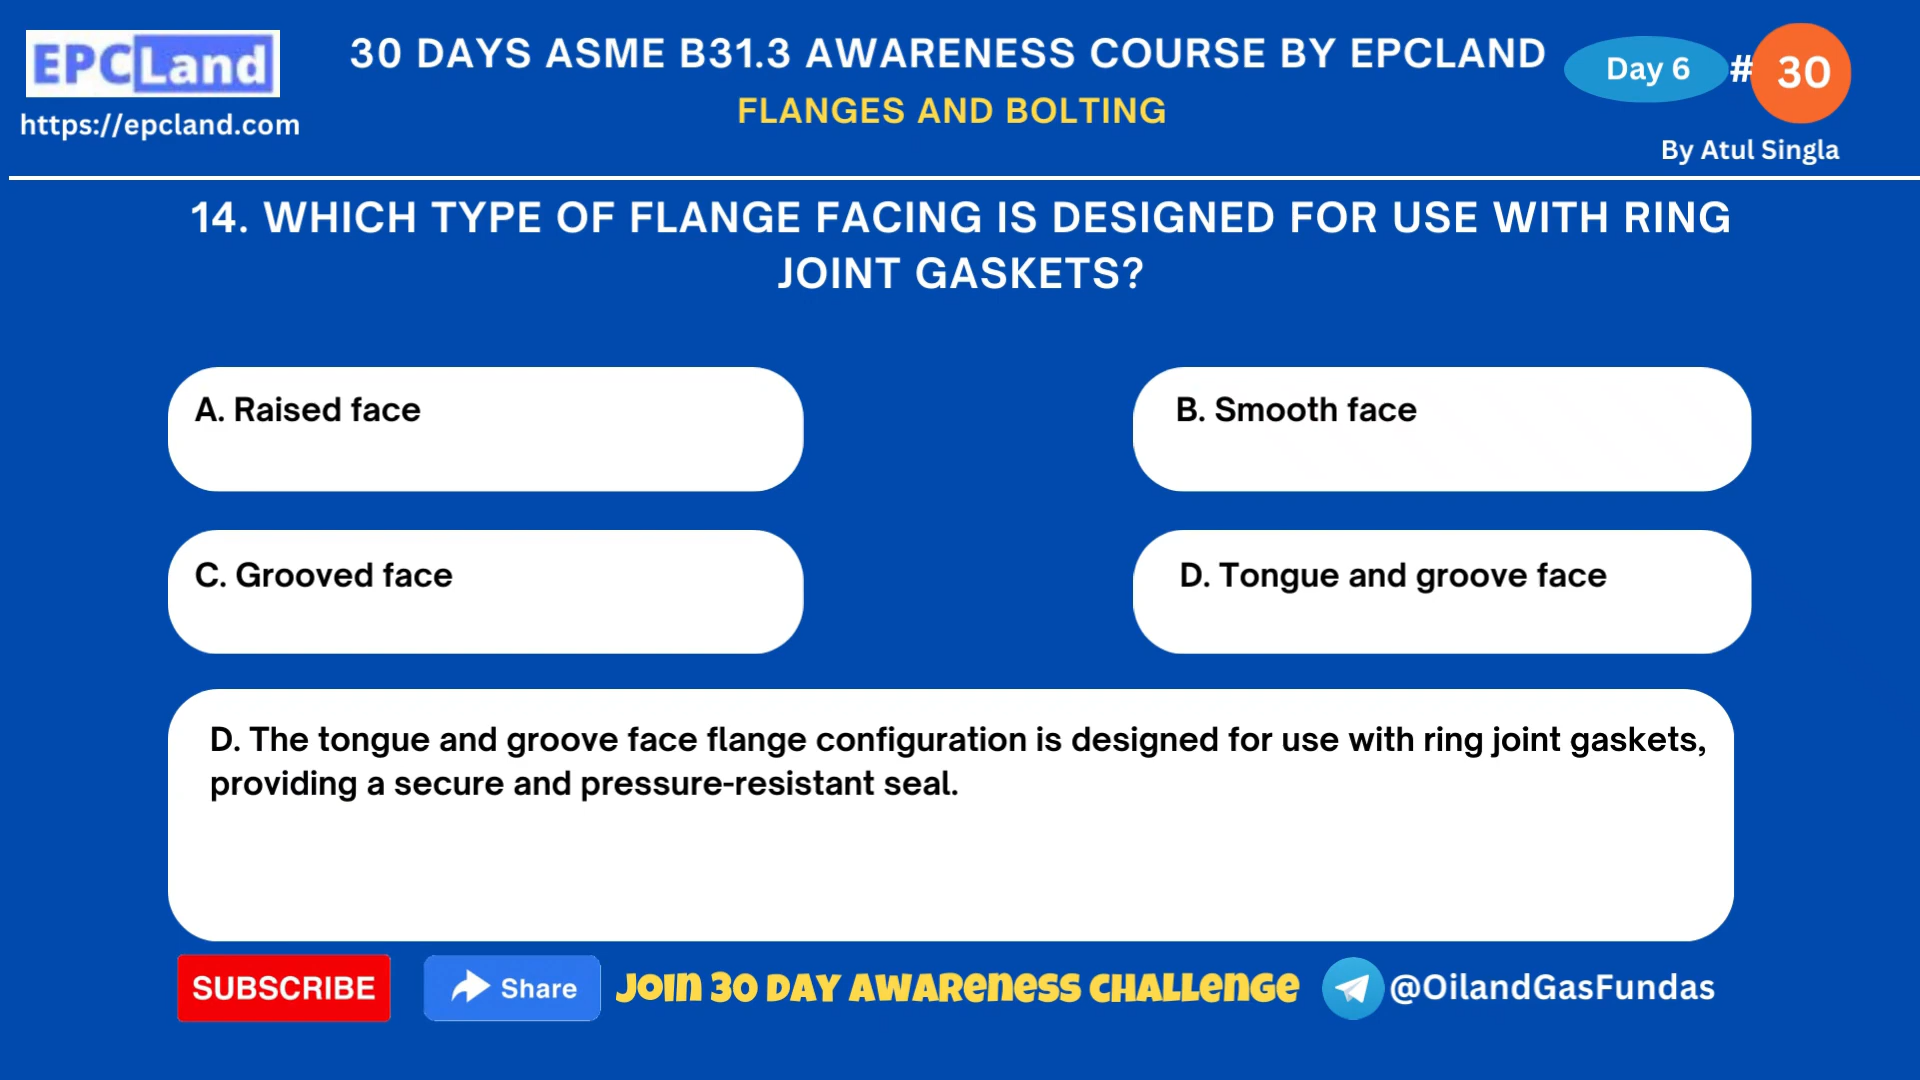 EPCLand
https://epcland.com
30 DAYS ASME B31.3 AWARENESS COURSE BY EPCLAND
FLANGES AND BOLTING
Day 6 # 30
By Atul Singla
14. WHICH TYPE OF FLANGE FACING IS DESIGNED FOR USE WITH RING
JOINT GASKETS?
A. Raised face
B. Smooth face
C. Grooved face
D. Tongue and groove face
D. The tongue and groove face flange configuration is designed for use with ring joint gaskets,
providing a secure and pressure-resistant seal.
SUBSCRIBE
Share
JOIN 30 DAY AWARENESS CHALLENGE
@OilandGasFundas